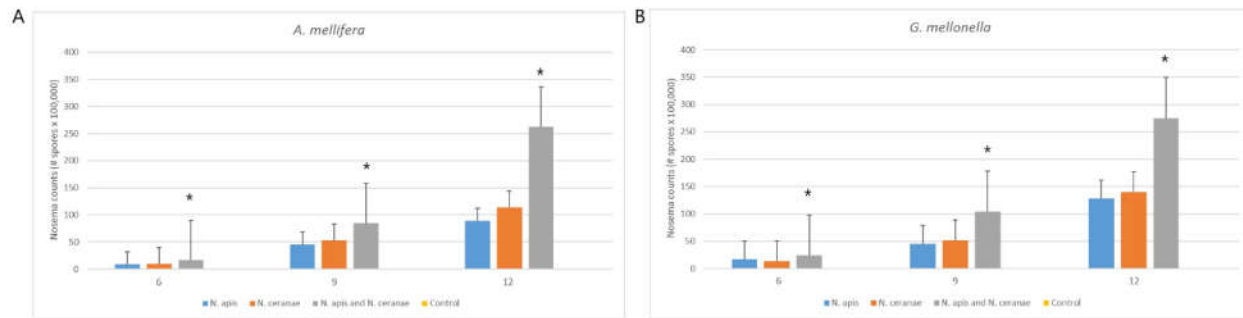 A
A. mellifera
Nosema counts (# spores x 100,000)
400
350
300
250
200
150
100
50
0
*
*
*
6
9
12
N. apis
N. ceranae
N. apis and N. ceranae
Control
B
G. mellonella
Nosema counts (# spores x 100,000)
400
350
300
250
200
150
100
50
0
*
*
*
6
9
12
N. apis
N. ceranae
N. apis and N. ceranae
Control